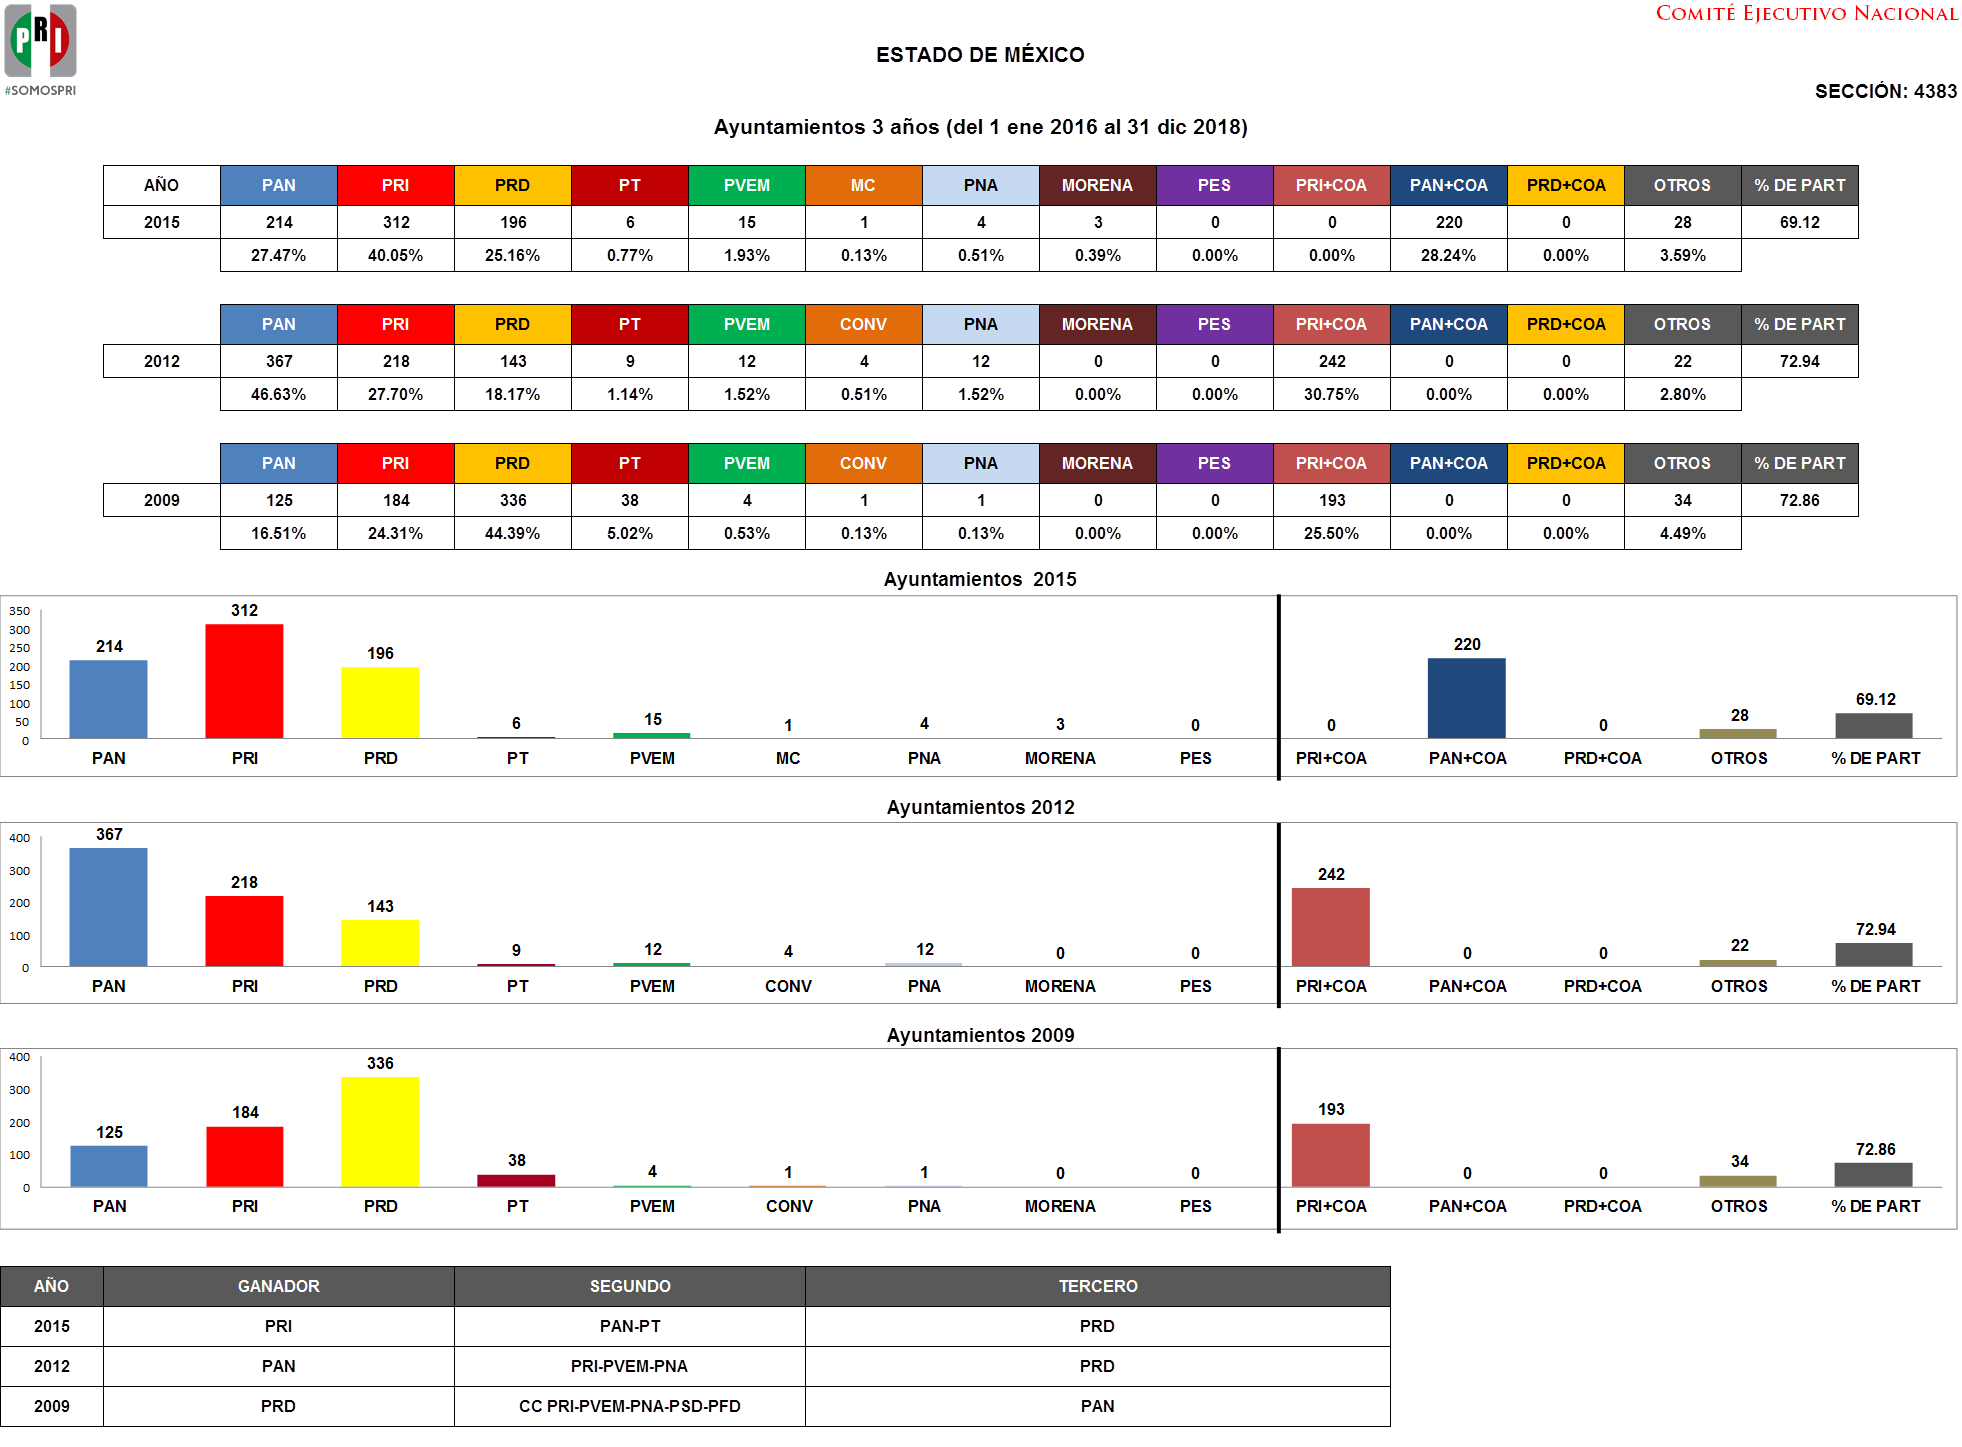 PRI
#SOMOSPRI
COMITÉ EJECUTIVO NACIONAL
ESTADO DE MÉXICO
SECCIÓN: 4383
Ayuntamientos 3 años (del 1 ene 2016 al 31 dic 2018)
AÑO PAN PRI PRD PT PVEM MC PNA MORENA PES PRI+COA PAN+COA PRD+COA OTROS % DE PART
2015 214 312 196 6 15 1 4 3 0 0 220 0 28 69.12
27.47% 40.05% 25.16% 0.77% 1.93% 0.13% 0.51% 0.39% 0.00% 0.00% 28.24% 0.00% 3.59%
PAN PRI PRD PT PVEM CONV PNA MORENA PES PRI+COA PAN+COA PRD+COA OTROS % DE PART
2012 367 218 143 9 12 4 12 0 0 242 0 0 22 72.94
46.63% 27.70% 18.17% 1.14% 1.52% 0.51% 1.52% 0.00% 0.00% 30.75% 0.00% 0.00% 2.80%
PAN PRI PRD PT PVEM CONV PNA MORENA PES PRI+COA PAN+COA PRD+COA OTROS % DE PART
2009 125 184 336 38 4 1 1 0 0 193 0 0 34 72.86
16.51% 24.31% 44.39% 5.02% 0.53% 0.13% 0.13% 0.00% 0.00% 25.50% 0.00% 0.00% 4.49%
Ayuntamientos 2015
350
300
250
200
150
100
50
0
214 312 196 6 15 1 4 3 0 0 220 0 28 69.12
PAN PRI PRD PT PVEM MC PNA MORENA PES PRI+COA PAN+COA PRD+COA OTROS % DE PART
Ayuntamientos 2012
400
300
200
100
0
367 218 143 9 12 4 12 0 0 242 0 0 22 72.94
PAN PRI PRD PT PVEM CONV PNA MORENA PES PRI+COA PAN+COA PRD+COA OTROS % DE PART
Ayuntamientos 2009
400
300
200
100
0
125 184 336 38 4 1 1 0 0 193 0 0 34 72.86
PAN PRI PRD PT PVEM CONV PNA MORENA PES PRI+COA PAN+COA PRD+COA OTROS % DE PART
AÑO GANADOR SEGUNDO TERCERO
2015 PRI PAN-PT PRD
2012 PAN PRI-PVEM-PNA PRD
2009 PRD CC PRI-PVEM-PNA-PSD-PFD PAN